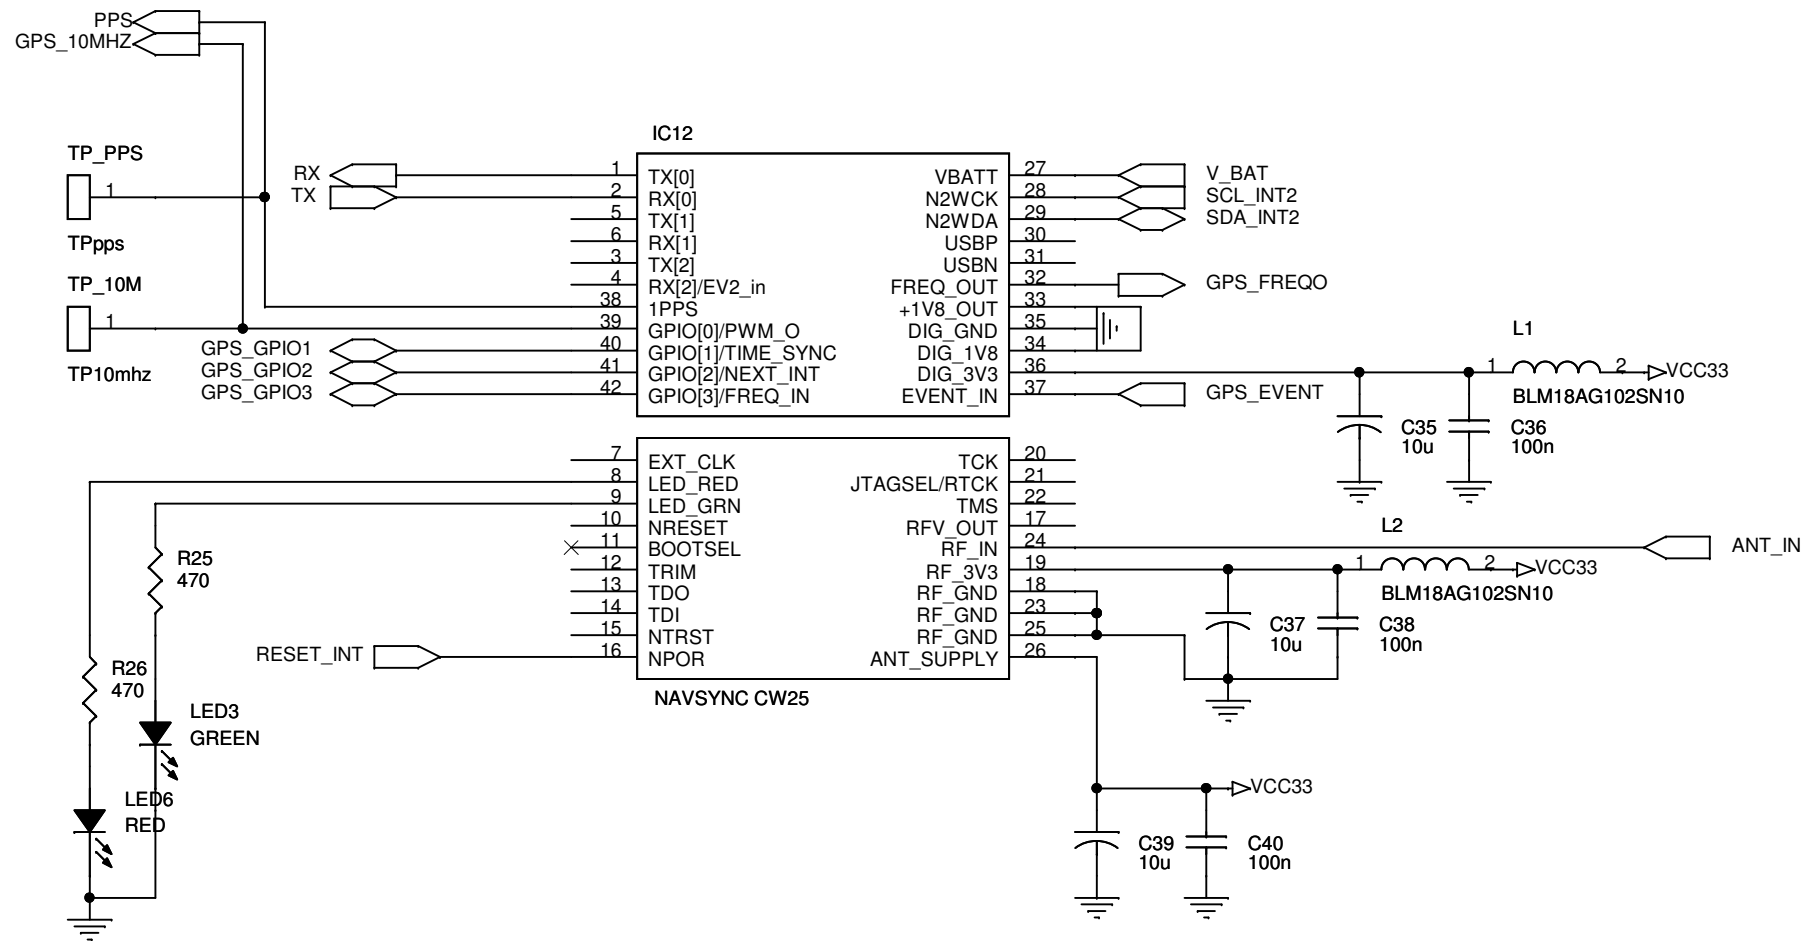 PPS
GPS_10MHZ
IC12
TP_PPS
1
TPpps
TP_10M
1
TP10mhz
RX
TX
GPS_GPIO1
GPS_GPIO2
GPS_GPIO3
1 TX[0]
2 RX[0]
5 TX[1]
6 RX[1]
3 TX[2]
4 RX[2]/EV2_in
38 1PPS
39 GPIO[0]/PWM_O
40 GPIO[1]/TIME_SYNC
41 GPIO[2]/NEXT_INT
42 GPIO[3]/FREQ_IN
VBATT 27 V_BAT
N2WCK 28 SCL_INT2
N2WDA 29 SDA_INT2
USBP 30
USBN 31
FREQ_OUT 32 GPS_FREQO
+1V8_OUT 33
DIG_GND 35
DIG_1V8 34
DIG_3V3 36
EVENT_IN 37 GPS_EVENT
L1
1 2 VCC33
BLM18AG102SN10
C35
10u
C36
100n
7 EXT_CLK
8 LED_RED
9 LED_GRN
10 NRESET
11 BOOTSEL
12 TRIM
13 TDO
14 TDI
15 NTRST
RESET_INT 16 NPOR
TCK 20
JTAGSEL/RTCK 21
TMS 22
RFV_OUT 17
RF_IN 24 ANT_IN
RF_3V3 19
RF_GND 18
RF_GND 23
RF_GND 25
ANT_SUPPLY 26
NAVSYNC CW25
L2
1 2 VCC33
BLM18AG102SN10
C37
10u
C38
100n
R25
470
R26
470
LED3
GREEN
LED6
RED
VCC33
C39
10u
C40
100n